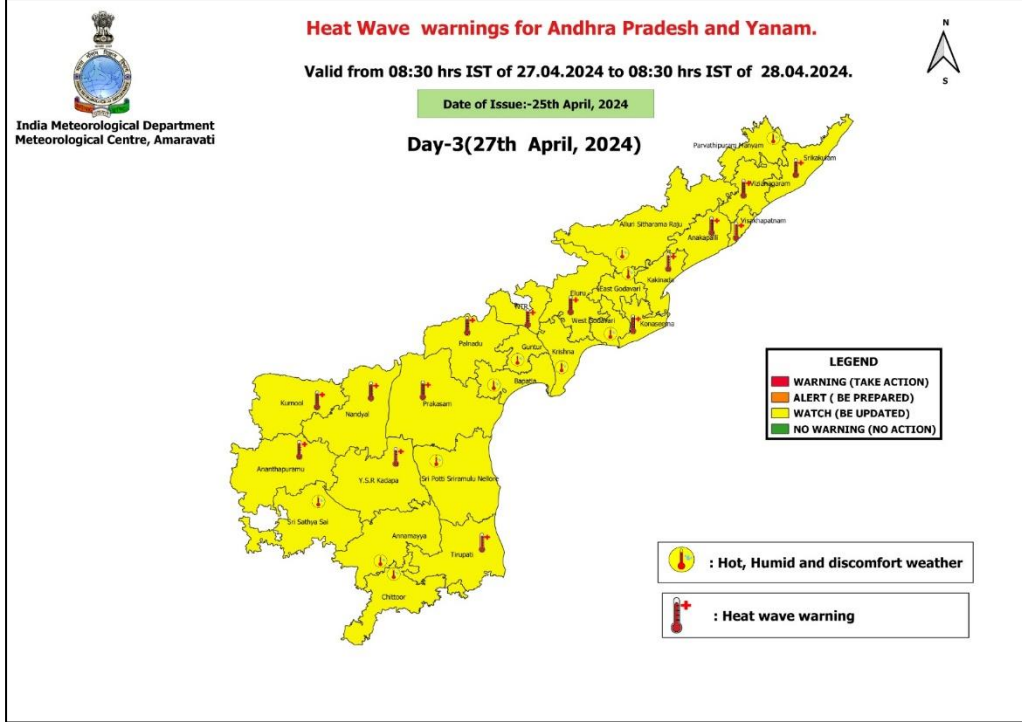 Heat Wave warnings for Andhra Pradesh and Yanam.
Valid from 08:30 hrs IST of 27.04.2024 to 08:30 hrs IST of 28.04.2024.
Date of Issue:-25th April, 2024
Day-3(27th April, 2024)
India Meteorological Department
Meteorological Centre, Amaravati
N
S
Parvathipuram Manyam
Srikakulam
Vizianagaram
Alluri Sitharama Raju
Visakhapatnam
Anakapalli
Kakinada
East Godavari
Eluru
NTR
West Godavari
Konaseema
Palnadu
Guntur
Krishna
Bapatla
Kurnool
Nandyal
Prakasam
Ananthapuramu
Y.S.R Kadapa
Sri Potti Sriramulu Nellore
Sri Sathya Sai
Annamayya
Tirupati
Chittoor
LEGEND
WARNING (TAKE ACTION)
ALERT ( BE PREPARED)
WATCH (BE UPDATED)
NO WARNING (NO ACTION)
: Hot, Humid and discomfort weather
: Heat wave warning